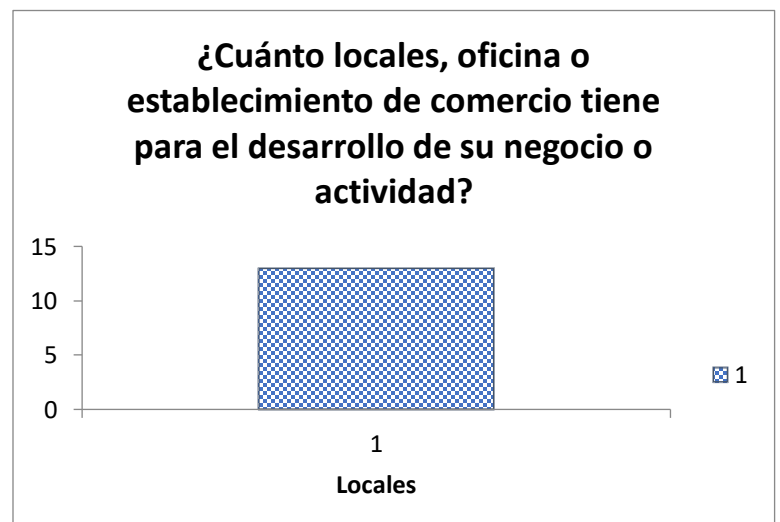 ¿Cuánto locales, oficina o
establecimiento de comercio tiene
para el desarrollo de su negocio o
actividad?
15
10
5
0
1
1
Locales